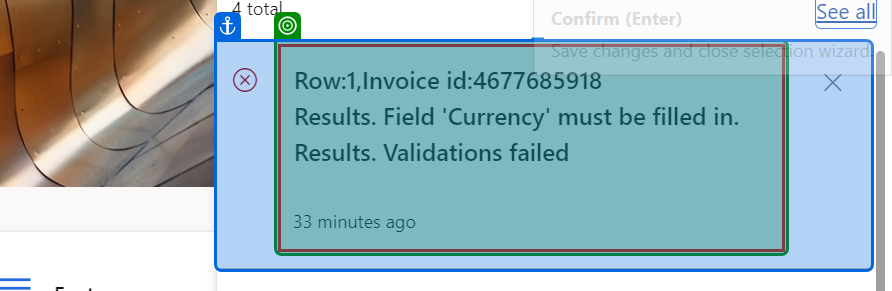 4 total
Confirm (Enter)
See all
Save changes and close selection wizard.
Row:1,Invoice id:4677685918
Results. Field 'Currency' must be filled in.
Results. Validations failed
33 minutes ago